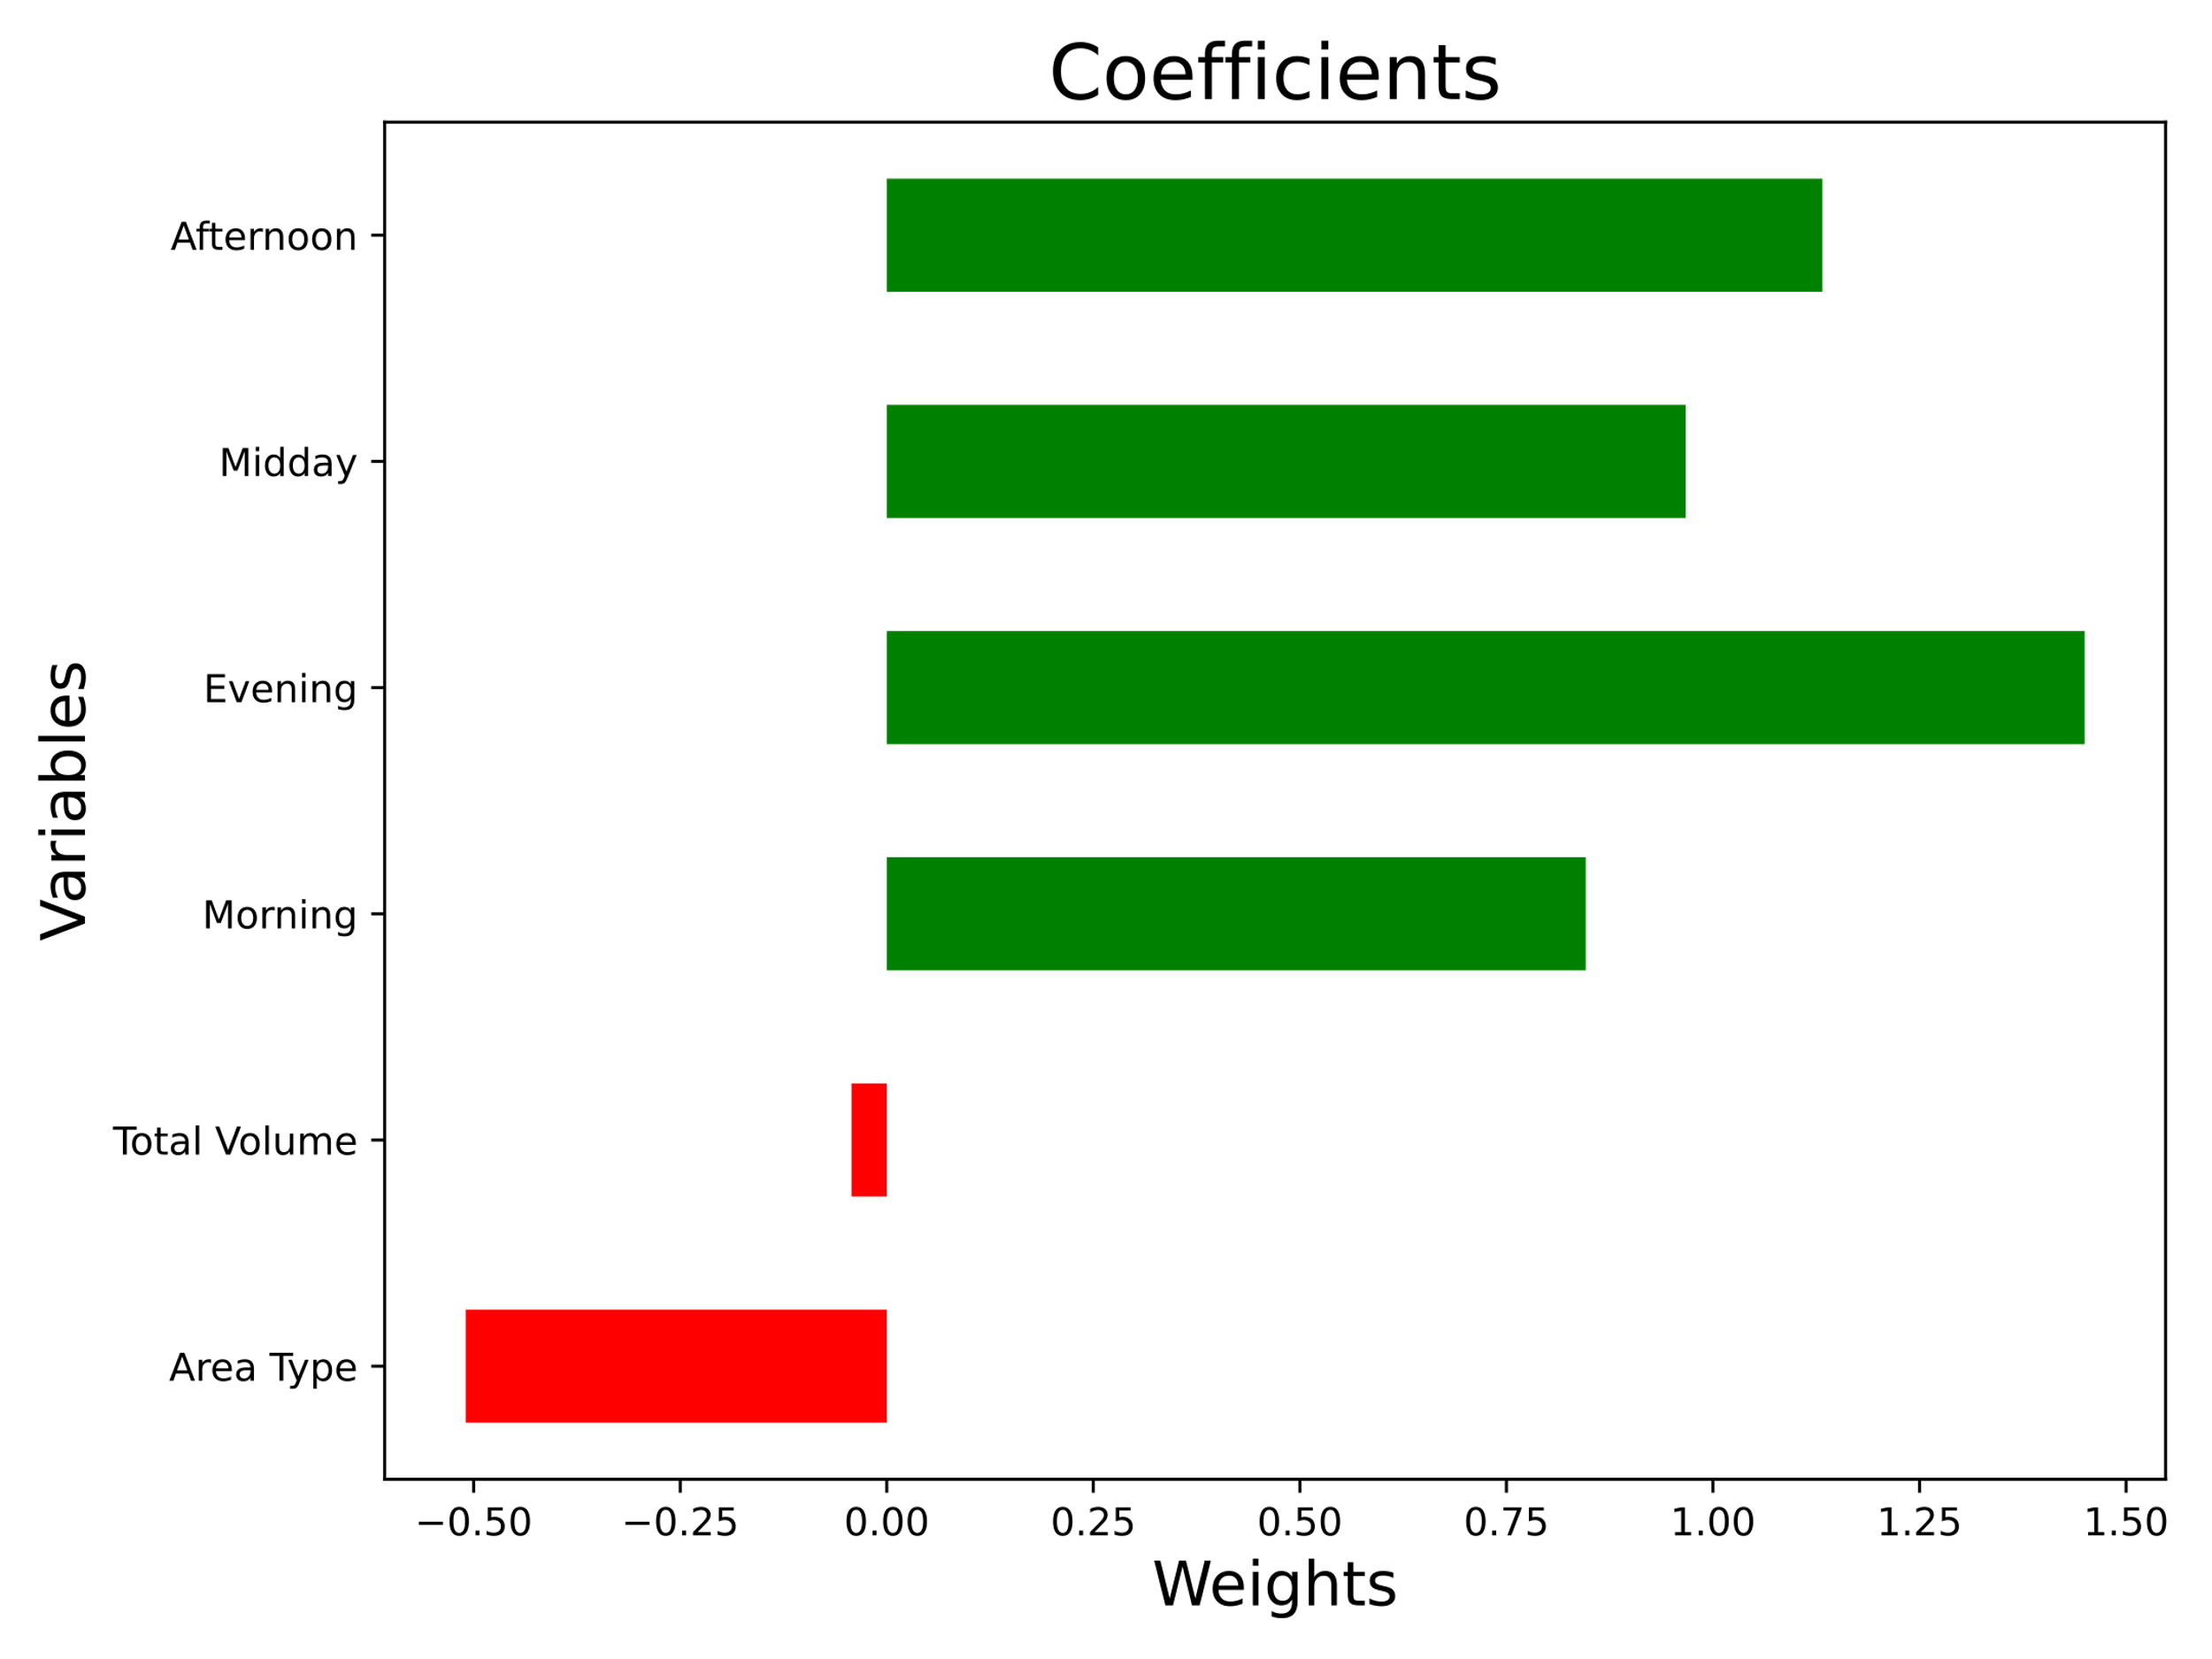 Coefficients
Afternoon
Midday
Evening
Morning
Total Volume
Area Type
Variables
−0.50 −0.25 0.00 0.25 0.50 0.75 1.00 1.25 1.50
Weights